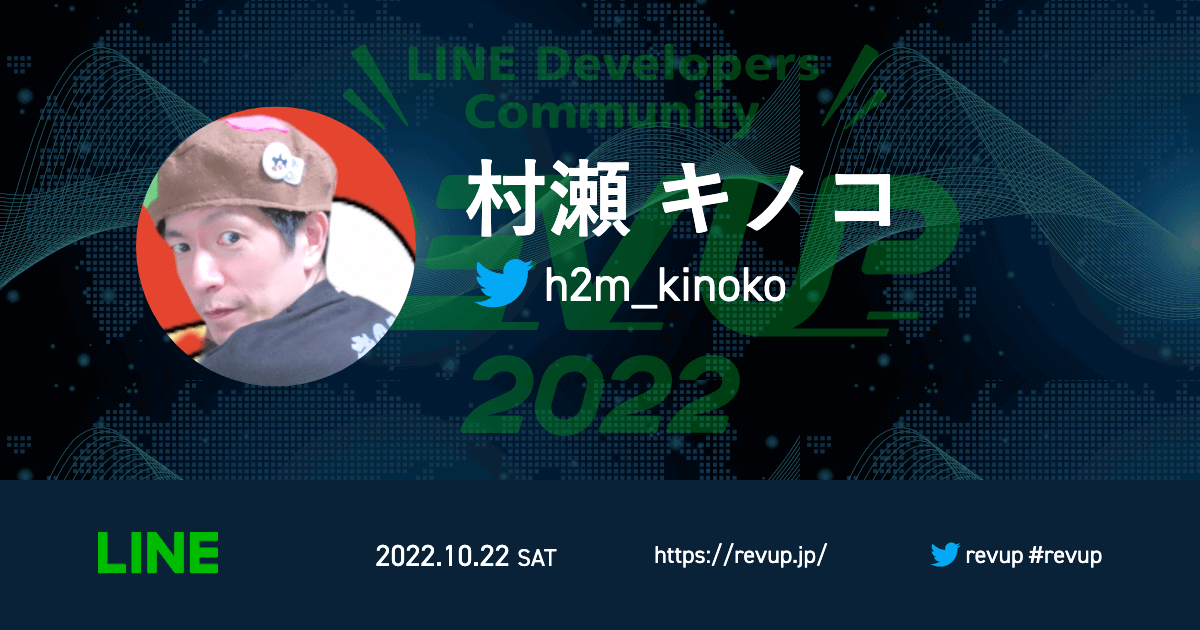 LINE Developers
Community
村瀬 キノコ
REVUP
h2m_kinoko
2022
LINE
2022.10.22 SAT
https://revup.jp/
revup #revup